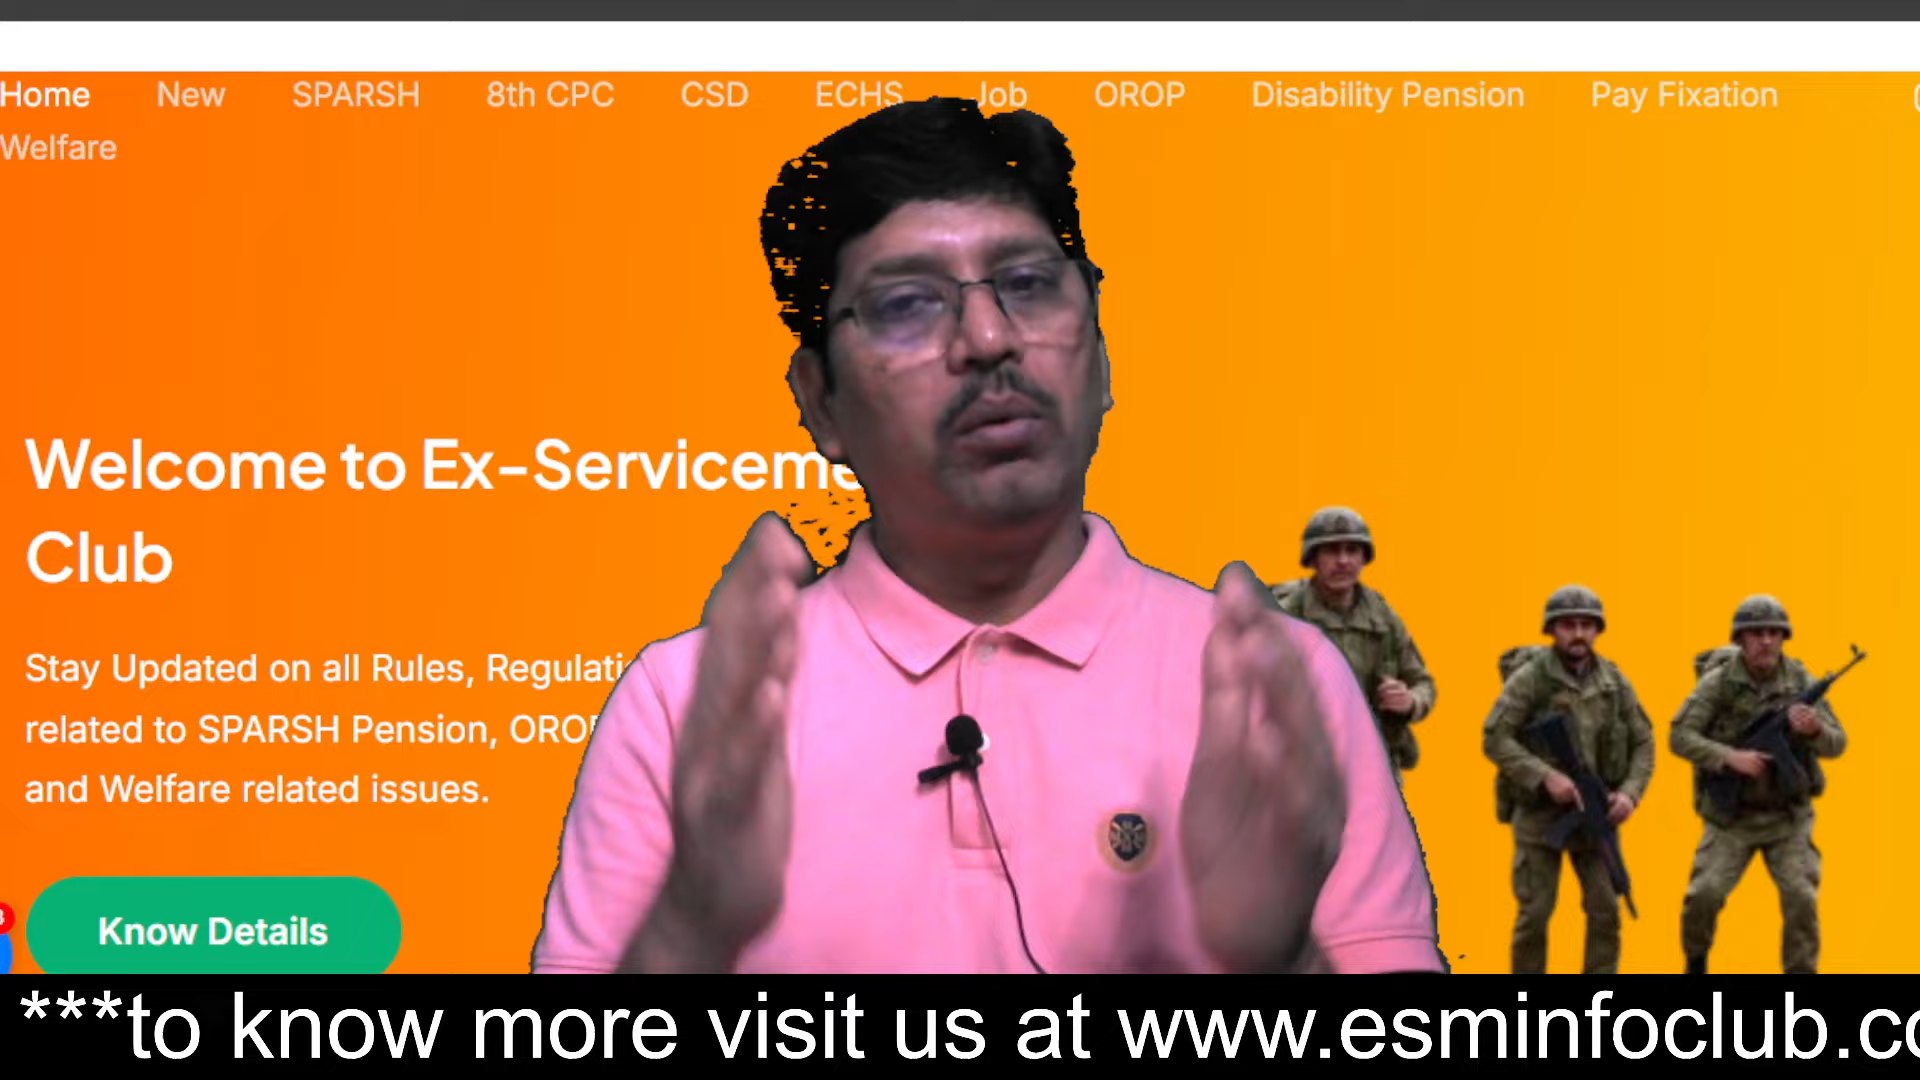 Home New SPARSH 8th CPC CSD ECHS Job OROP Disability Pension Pay Fixation
Welfare
Welcome to Ex-Serviceme
Club
Stay Updated on all Rules, Regulati
related to SPARSH Pension, OROP
and Welfare related issues.
Know Details
***to know more visit us at www.esminfoclub.co